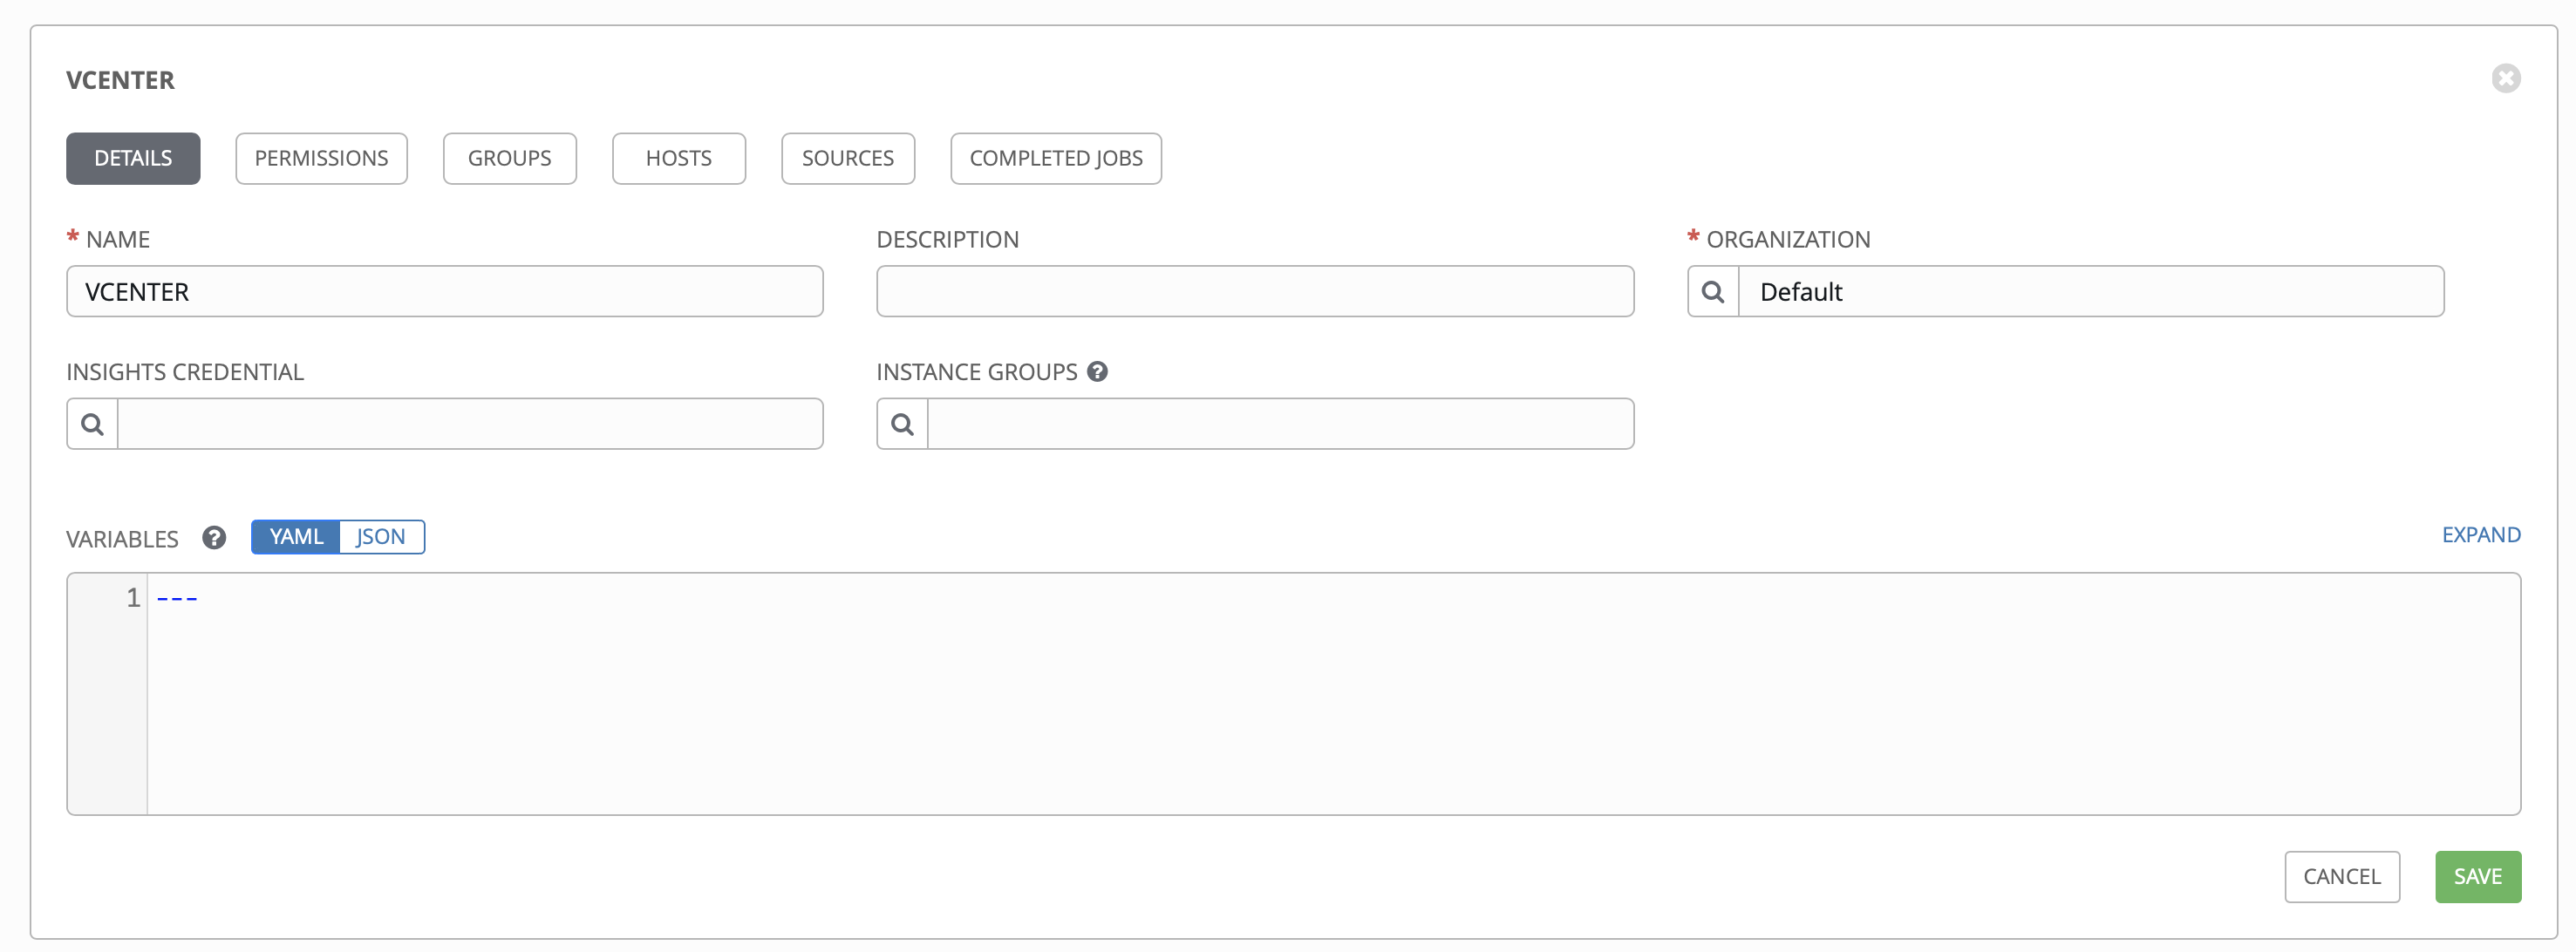 VCENTER
DETAILS PERMISSIONS GROUPS HOSTS SOURCES COMPLETED JOBS
* NAME DESCRIPTION * ORGANIZATION
VCENTER Default
INSIGHTS CREDENTIAL INSTANCE GROUPS ?
VARIABLES ? YAML JSON EXPAND
1 ---
CANCEL SAVE